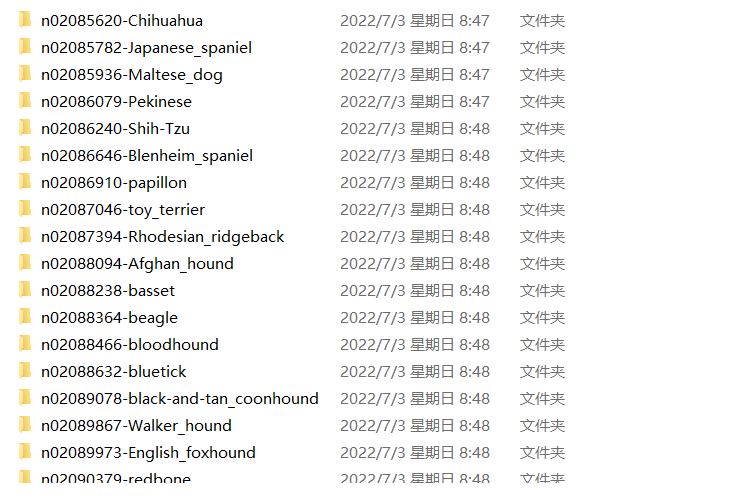 n02085620-Chihuahua 2022/7/3 星期日 8:47 文件夹
n02085782-Japanese_spaniel 2022/7/3 星期日 8:47 文件夹
n02085936-Maltese_dog 2022/7/3 星期日 8:47 文件夹
n02086079-Pekinese 2022/7/3 星期日 8:47 文件夹
n02086240-Shih-Tzu 2022/7/3 星期日 8:48 文件夹
n02086646-Blenheim_spaniel 2022/7/3 星期日 8:48 文件夹
n02086910-papillon 2022/7/3 星期日 8:48 文件夹
n02087046-toy_terrier 2022/7/3 星期日 8:48 文件夹
n02087394-Rhodesian_ridgeback 2022/7/3 星期日 8:48 文件夹
n02088094-Afghan_hound 2022/7/3 星期日 8:48 文件夹
n02088238-basset 2022/7/3 星期日 8:48 文件夹
n02088364-beagle 2022/7/3 星期日 8:48 文件夹
n02088466-bloodhound 2022/7/3 星期日 8:48 文件夹
n02088632-bluetick 2022/7/3 星期日 8:48 文件夹
n02089078-black-and-tan_coonhound 2022/7/3 星期日 8:48 文件夹
n02089867-Walker_hound 2022/7/3 星期日 8:48 文件夹
n02089973-English_foxhound 2022/7/3 星期日 8:48 文件夹
n02090379-redbone 2022/7/3 星期日 8:48 文件夹